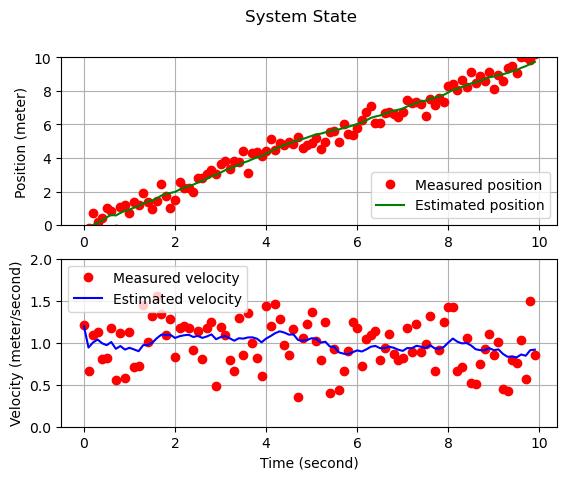 System State
Position (meter)
10
8
6
4
2
0
Measured position
Estimated position
0
2
4
6
8
10
Velocity (meter/second)
2.0
1.5
1.0
0.5
0.0
Measured velocity
Estimated velocity
0
2
4
6
8
10
Time (second)